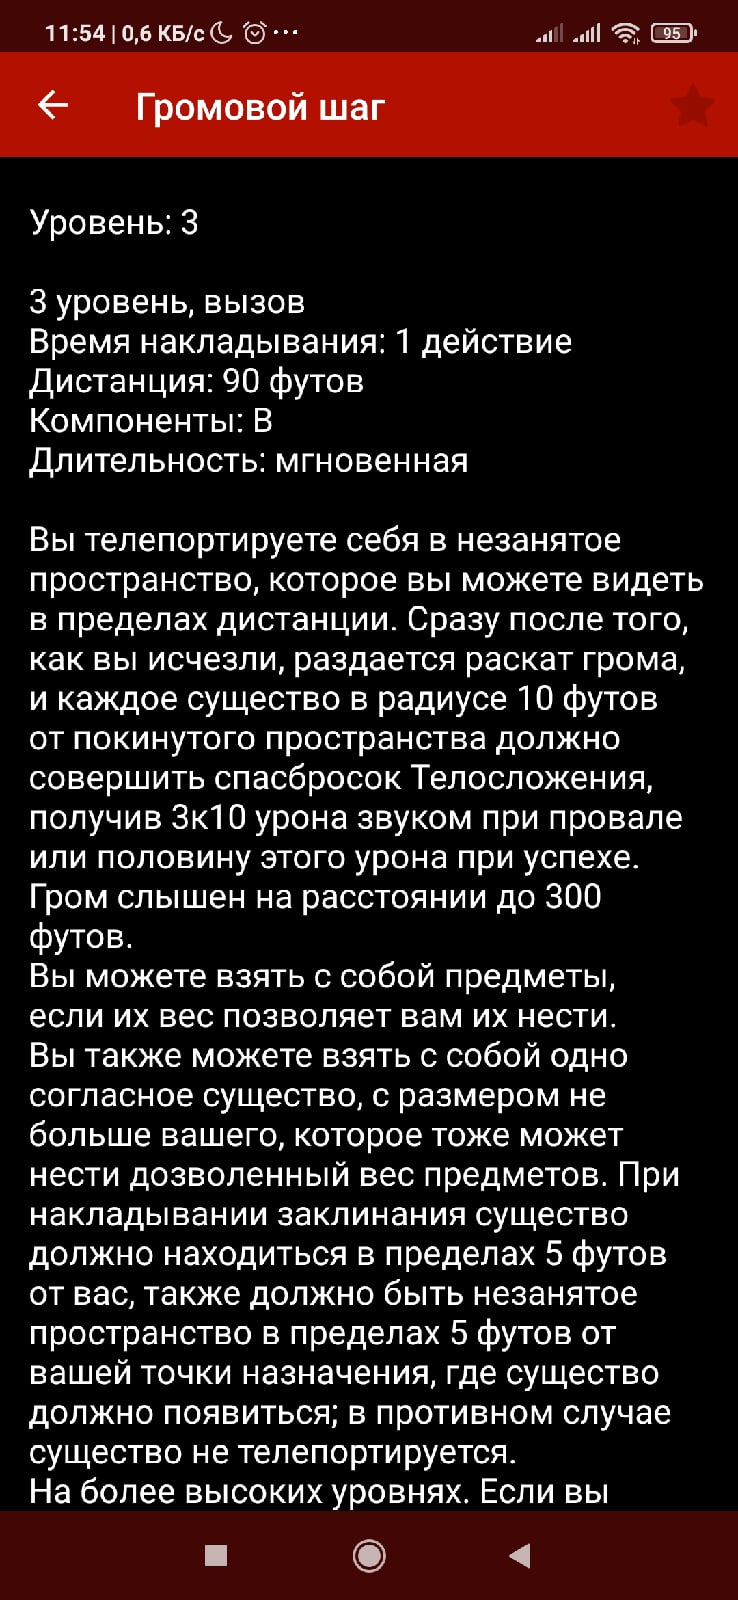 11:54 | 0,6 КБ/с ... 95
Громовой шаг
Уровень: 3
3 уровень, вызов
Время накладывания: 1 действие
Дистанция: 90 футов
Компоненты: В
Длительность: мгновенная
Вы телепортируете себя в незанятое
пространство, которое вы можете видеть
в пределах дистанции. Сразу после того,
как вы исчезли, раздается раскат грома,
и каждое существо в радиусе 10 футов
от покинутого пространства должно
совершить спасбросок Телосложения,
получив 3к10 урона звуком при провале
или половину этого урона при успехе.
Гром слышен на расстоянии до 300
футов.
Вы можете взять с собой предметы,
если их вес позволяет вам их нести.
Вы также можете взять с собой одно
согласное существо, с размером не
больше вашего, которое тоже может
нести дозволенный вес предметов. При
накладывании заклинания существо
должно находиться в пределах 5 футов
от вас, также должно быть незанятое
пространство в пределах 5 футов от
вашей точки назначения, где существо
должно появиться; в противном случае
существо не телепортируется.
На более высоких уровнях. Если вы